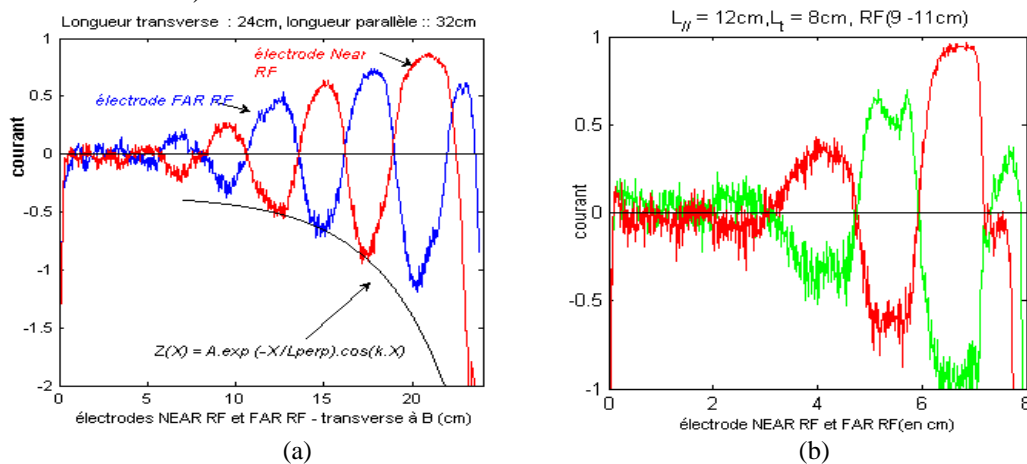 Longueur transverse : 24cm, longueur parallèle :: 32cm
1
0.5
0
-0.5
-1
-1.5
-2
courant
électrode Near
RF
électrode FAR RF
Z(X) = A.exp (-X/Lperp).cos(k.X)
0 5 10 15 20
électrodes NEAR RF et FAR RF - transverse à B (cm)
(a)
L// = 12cm,Lt = 8cm, RF(9 -11cm)
1
0.5
0
-0.5
-1
courant
0 2 4 6 8
électrode NEAR RF et FAR RF(en cm)
(b)